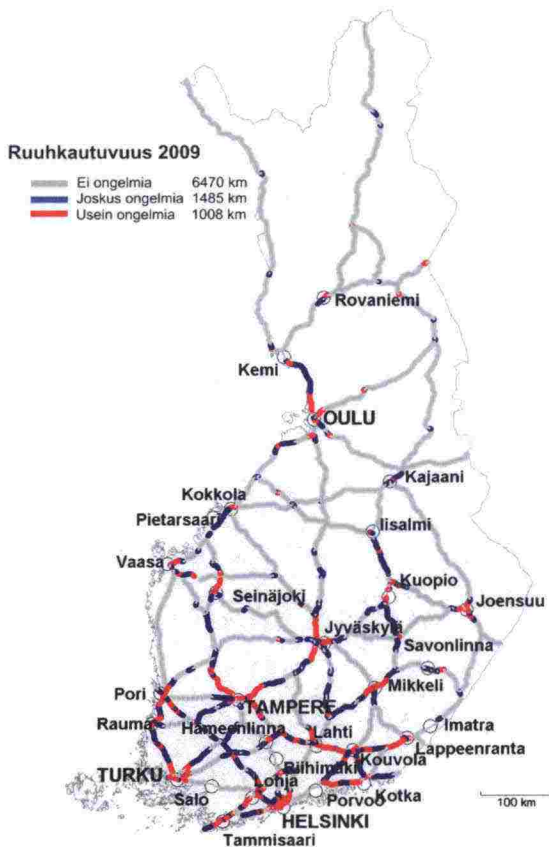 Ruuhkautuvuus 2009
Ei ongelmia 6470 km
Joskus ongelmia 1485 km
Usein ongelmia 1008 km
Rovaniemi
Kemi
OULU
Kajaani
Kokkola
Pietarsaari
Iisalmi
Vaasa
Kuopio
Seinäjoki
Joensuu
Jyväskylä
Savonlinna
Mikkeli
Pori
TAMPERE
Rauma
Hämeenlinna
Imatra
Lahti
Lappeenranta
Riihimäki
Kouvola
TURKU
Lohja
Salo
Porvoo
Kotka
HELSINKI
100 km
Tammisaari